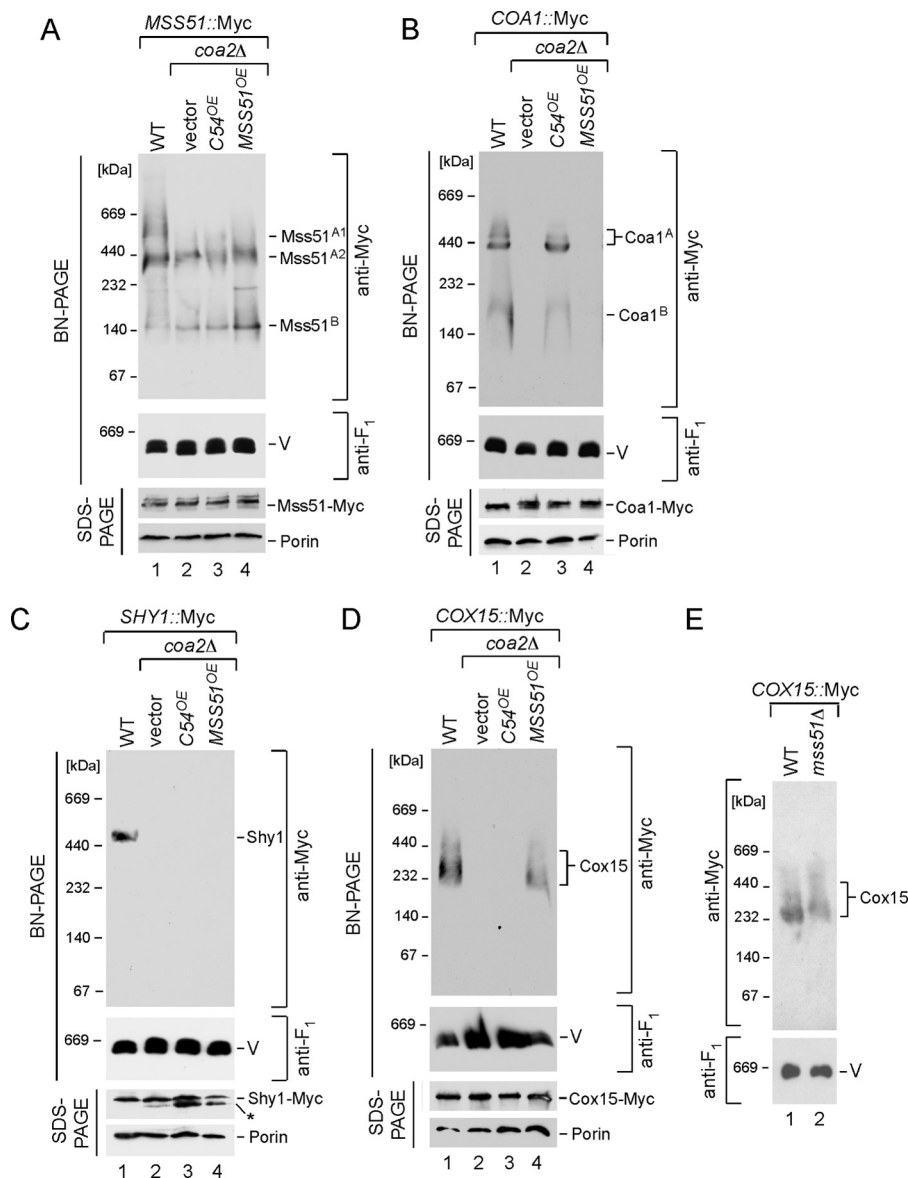 A
MSS51::Myc
coa2Δ
WT
vector
C54^OE
MSS51^OE
[kDa]
669
440
232
140
67
669
BN-PAGE
SDS-PAGE
Mss51^A1
Mss51^A2
Mss51^B
V
Mss51-Myc
Porin
anti-Myc
anti-F₁
1 2 3 4
B
COA1::Myc
coa2Δ
WT
vector
C54^OE
MSS51^OE
[kDa]
669
440
232
140
67
669
BN-PAGE
SDS-PAGE
Coa1^A
Coa1^B
V
Coa1-Myc
Porin
anti-Myc
anti-F₁
1 2 3 4
C
SHY1::Myc
coa2Δ
WT
vector
C54^OE
MSS51^OE
[kDa]
669
440
232
140
67
669
BN-PAGE
SDS-PAGE
Shy1
V
Shy1-Myc
*
Porin
anti-Myc
anti-F₁
1 2 3 4
D
COX15::Myc
coa2Δ
WT
vector
C54^OE
MSS51^OE
[kDa]
669
440
232
140
67
669
BN-PAGE
SDS-PAGE
Cox15
V
Cox15-Myc
Porin
anti-Myc
anti-F₁
1 2 3 4
E
COX15::Myc
WT
mss51Δ
[kDa]
669
440
232
140
67
669
anti-Myc
anti-F₁
Cox15
V
1 2